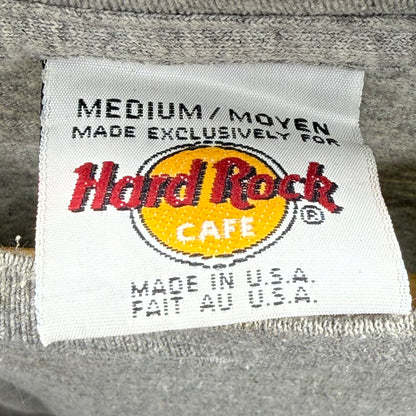 MEDIUM / MOYEN
MADE EXCLUSIVELY FOR
Hard Rock
®
CAFE
MADE IN U.S.A.
FAIT AU U.S.A.